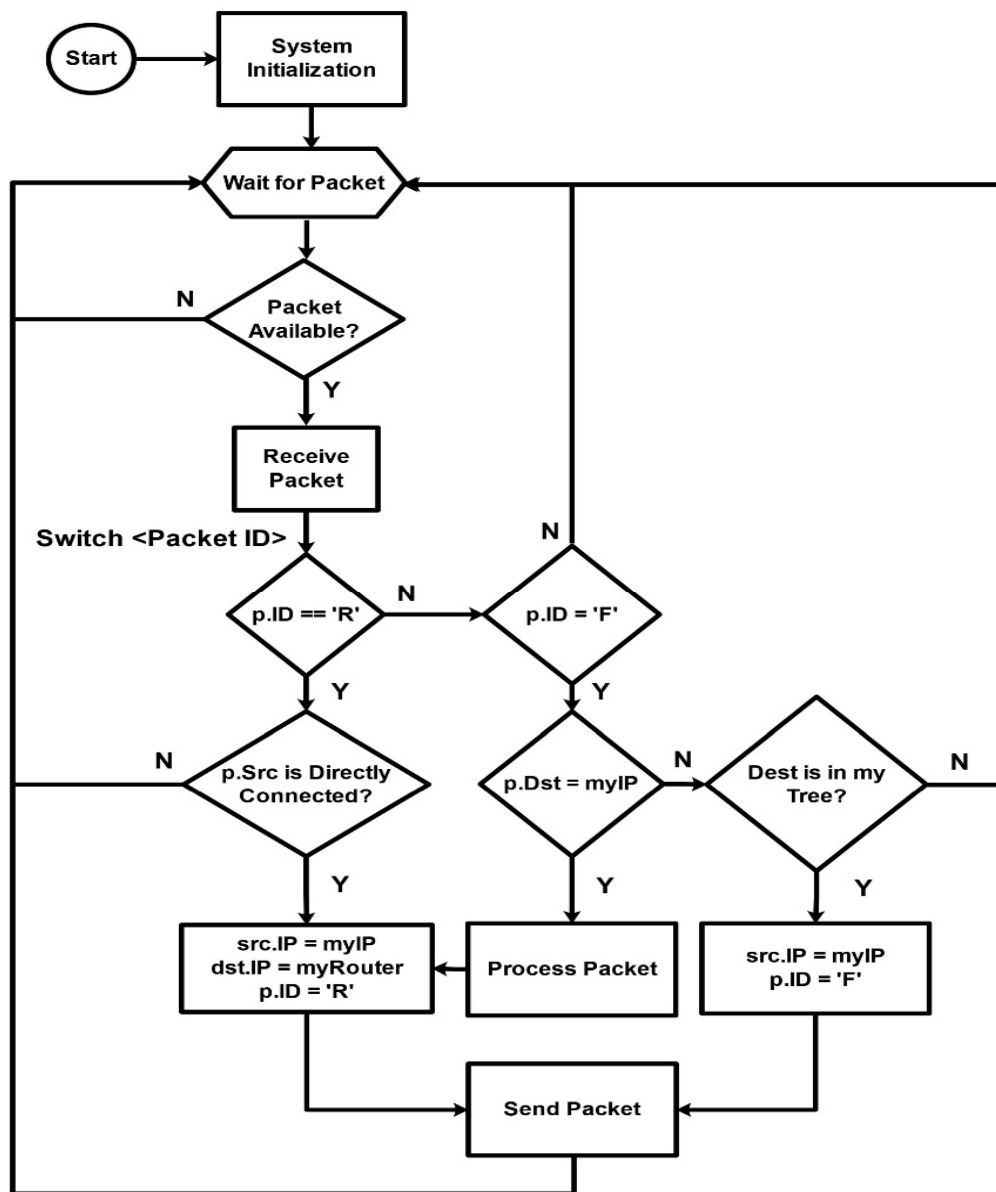 Start
System
Initialization
Wait for Packet
N
Packet
Available?
Y
Receive
Packet
Switch <Packet ID>
N
p.ID == 'R'
N
p.ID = 'F'
Y
Y
N
p.Src is Directly
Connected?
p.Dst = myIP
N
Dest is in my
Tree?
N
Y
Y
Y
src.IP = myIP
dst.IP = myRouter
p.ID = 'R'
Process Packet
src.IP = myIP
p.ID = 'F'
Send Packet